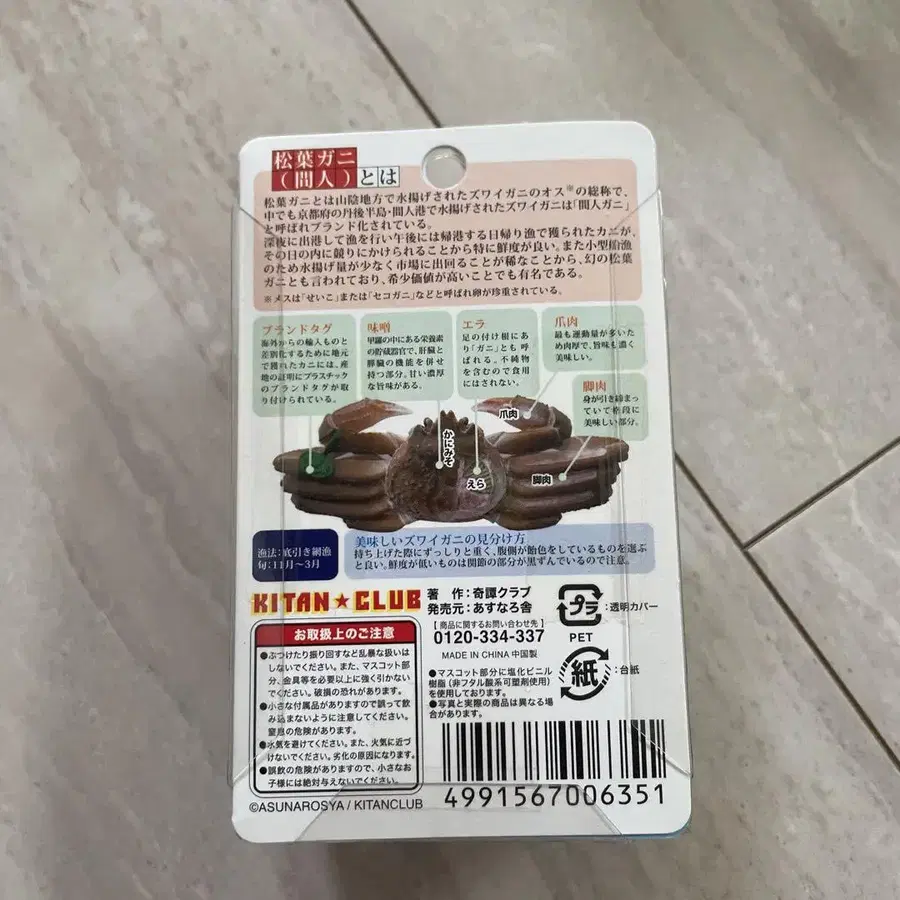 松葉ガニ
(間人)とは
松葉ガニとは山陰地方で水揚げされたズワイガニのオス※の総称で、
中でも京都府の丹後半島・間人港で水揚げされたズワイガニは「間人ガニ」
と呼ばれブランド化されている。
深夜に出港して漁を行い午後には帰港する日帰り漁で獲られたカニが、
その日の内に競りにかけられることから特に鮮度が良い。また小型船漁
のため水揚げ量が少なく市場に出回ることが稀なことから、幻の松葉
ガニとも言われており、希少価値が高いことでも有名である。
※メスは「せいこ」または「セコガニ」などと呼ばれ卵が珍重されている。
ブランドタグ
海外からの輸入ものと
差別化するために地元
で獲れたカニには、産
地の証明にプラスチック
のブランドタグが取
り付けられている。
味噌
甲羅の中にある栄養素
の貯蔵器官で、肝臓と
膵臓の機能を併せ
持つ部分。甘い濃厚
な旨味がある。
エラ
足の付け根にあ
り「ガニ」とも呼
ばれる。不純物
を含むので食用
にはされない。
爪肉
最も運動量が多いた
め肉厚で、旨味も濃く
美味しい。
脚肉
身が引き締まっ
ていて格段に
美味しい部分。
爪肉
かにみそ
えら
脚肉
漁法:底引き網漁
旬:11月〜3月
美味しいズワイガニの見分け方
持ち上げた際にずっしりと重く、腹側が飴色をしているものを選ぶ
と良い。鮮度が低いものは関節の部分が黒ずんでいるので注意。
KITAN★CLUB
著 作:奇譚クラブ
発売元:あすなろ舎
【商品に関するお問い合わせ先】
0120-334-337
MADE IN CHINA 中国製
プラ
:透明カバー
PET
紙
:台紙
お取扱上のご注意
●ぶつけたり振り回すなど乱暴な扱いは
しないでください。また、マスコット部
分、金具等を必要以上に強く引かない
でください。破損の恐れがあります。
●小さな付属品がありますので誤って飲
み込まないように注意してください。
窒息の危険があります。
●水気を避けてください。また、火気に近づ
けないでください。劣化の原因になります。
●誤飲の危険がありますので、小さなお
子様には絶対与えないでください。
●マスコット部分に塩化ビニル
樹脂(非フタル酸系可塑剤使用)
を使用しております。
●写真と実際の商品は異なる場
合があります。
4991567006351
©ASUNAROSYA / KITANCLUB